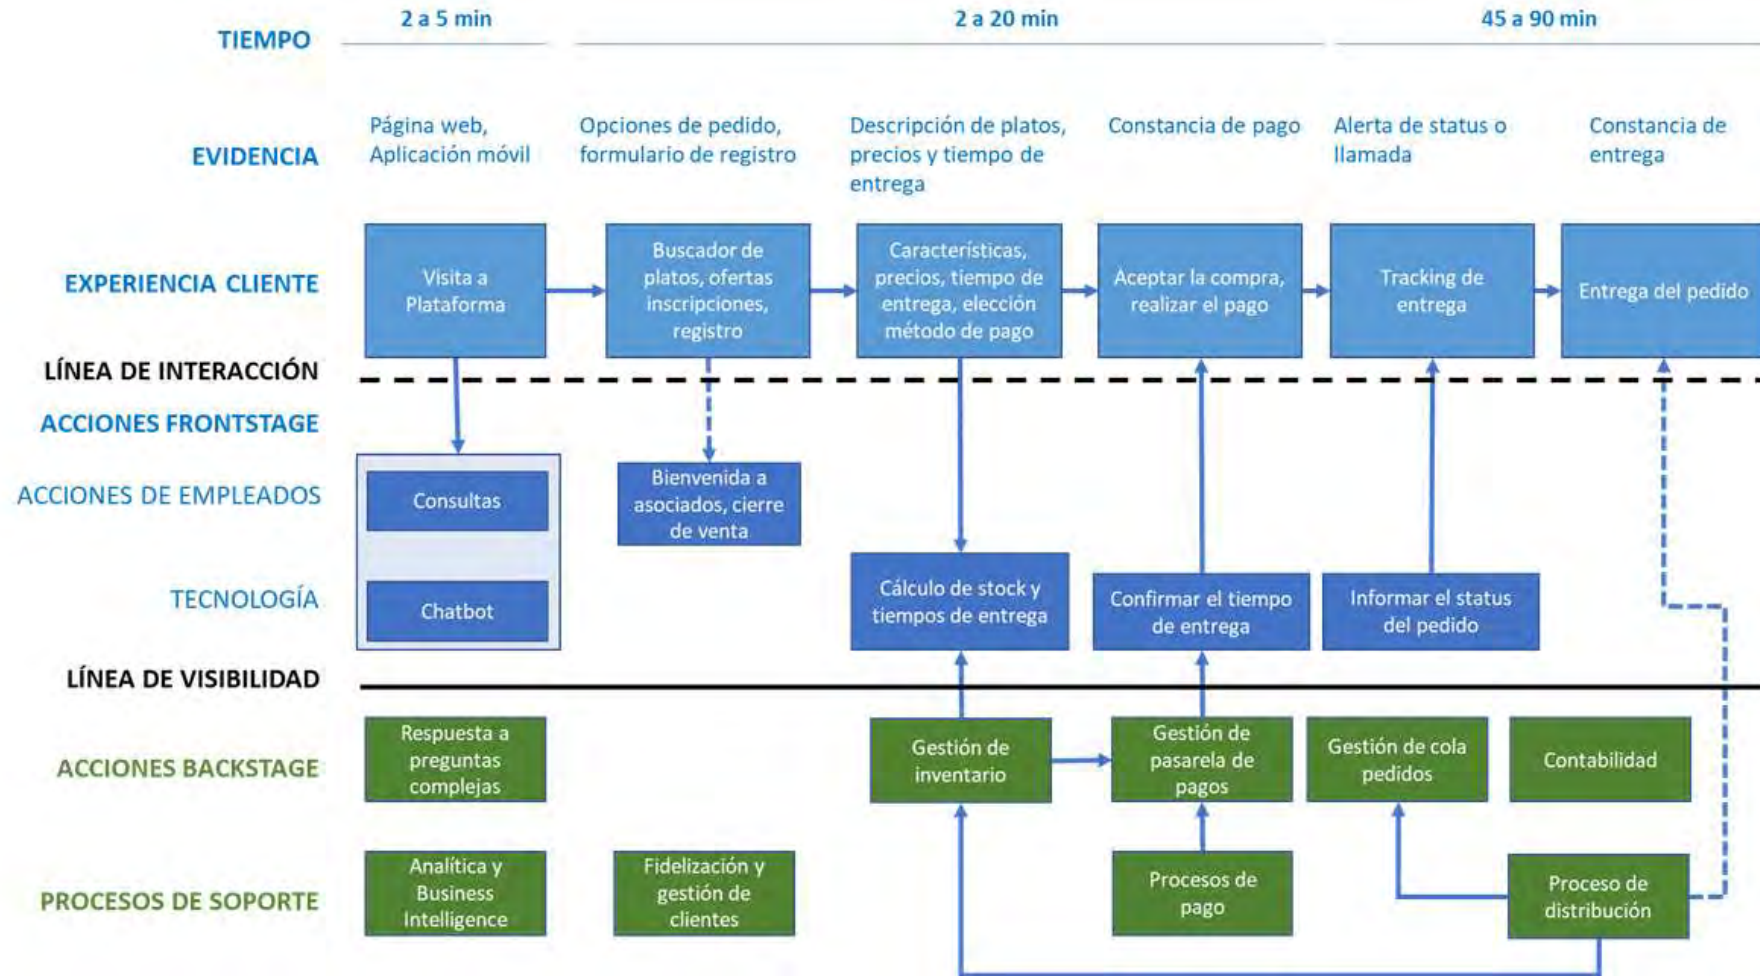 TIEMPO
2 a 5 min
2 a 20 min
45 a 90 min
EVIDENCIA
Página web,
Aplicación móvil
Opciones de pedido,
formulario de registro
Descripción de platos,
precios y tiempo de
entrega
Constancia de pago
Alerta de status o
llamada
Constancia de
entrega
EXPERIENCIA CLIENTE
Visita a
Plataforma
Buscador de
platos, ofertas
inscripciones,
registro
Características,
precios, tiempo de
entrega, elección
método de pago
Aceptar la compra,
realizar el pago
Tracking de
entrega
Entrega del pedido
LÍNEA DE INTERACCIÓN
ACCIONES FRONTSTAGE
ACCIONES DE EMPLEADOS
Consultas
Bienvenida a
asociados, cierre
de venta
TECNOLOGÍA
Chatbot
Cálculo de stock y
tiempos de entrega
Confirmar el tiempo
de entrega
Informar el status
del pedido
LÍNEA DE VISIBILIDAD
ACCIONES BACKSTAGE
Respuesta a
preguntas
complejas
Gestión de
inventario
Gestión de
pasarela de
pagos
Gestión de cola
pedidos
Contabilidad
PROCESOS DE SOPORTE
Analítica y
Business
Intelligence
Fidelización y
gestión de
clientes
Procesos de
pago
Proceso de
distribución